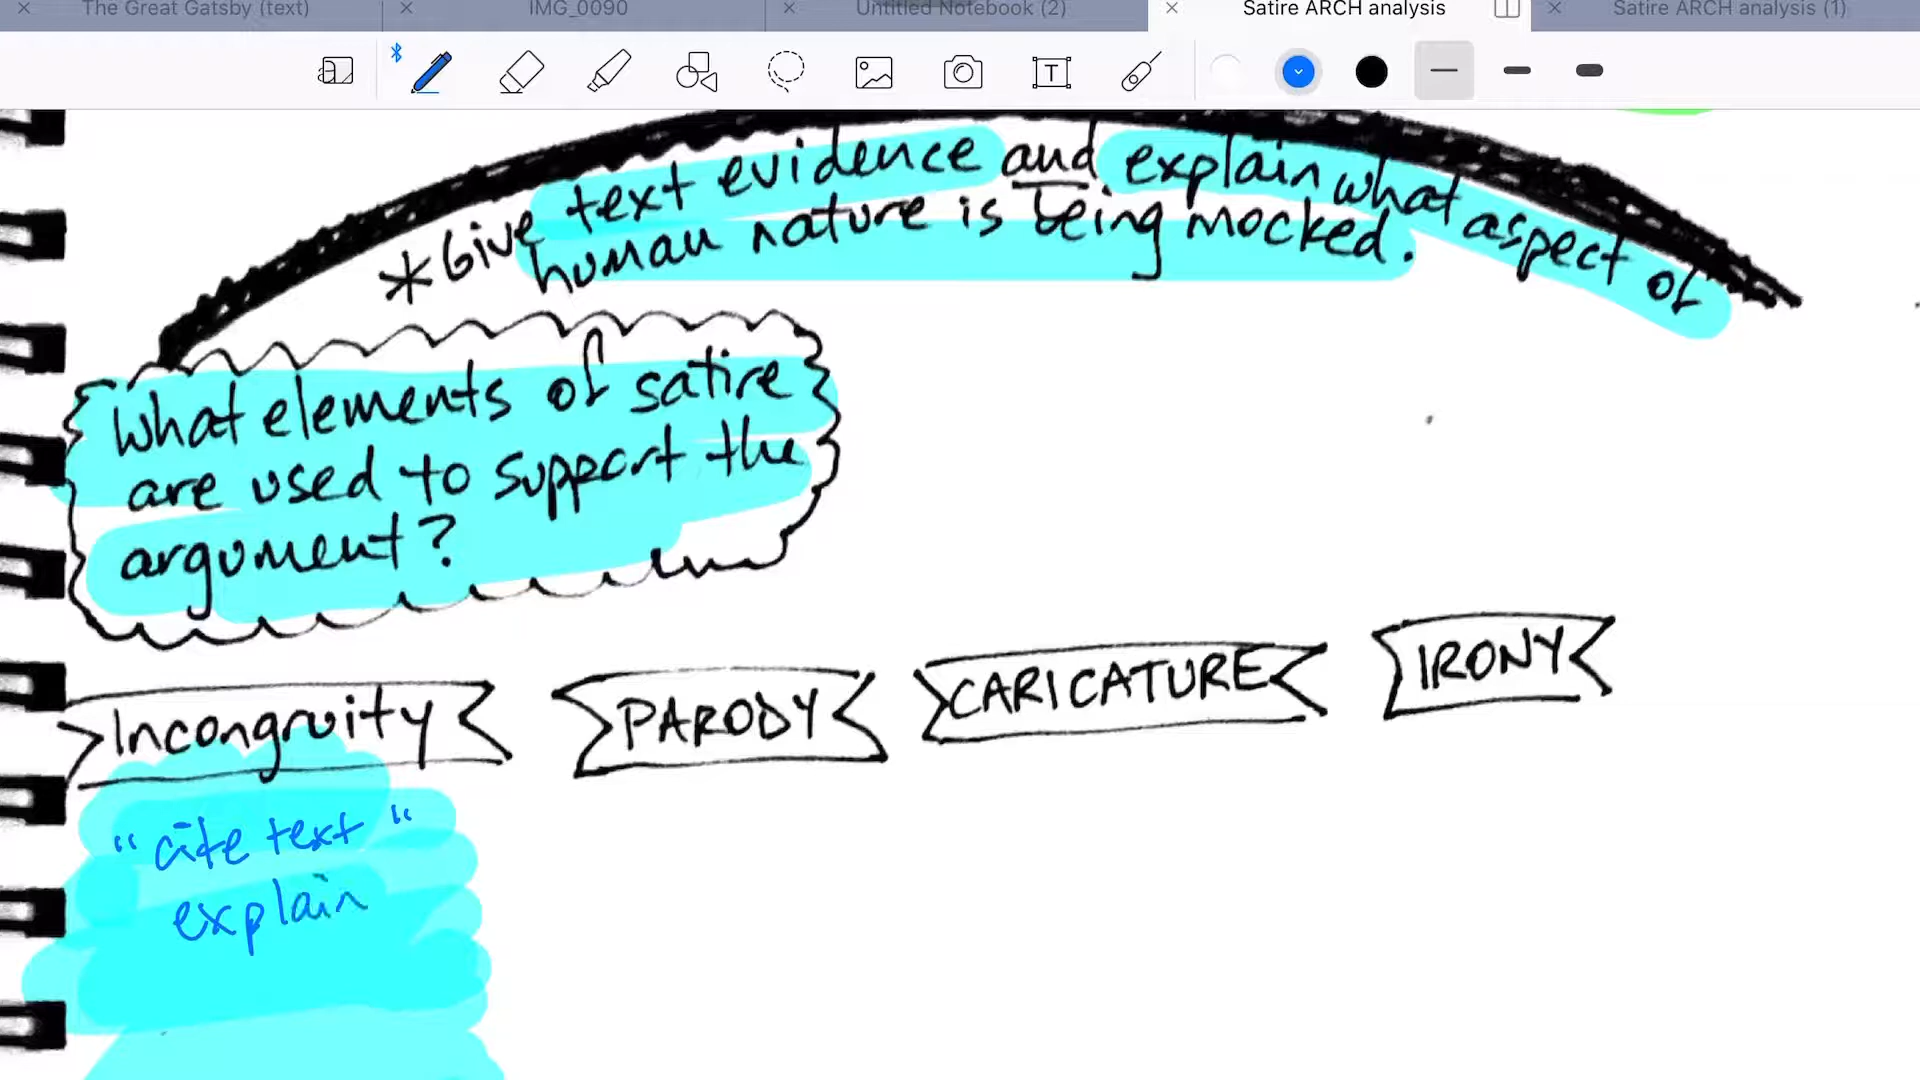 The Great Gatsby (text)
IMG_0090
Untitled Notebook (2)
Satire ARCH analysis
Satire ARCH analysis (1)
*Give text evidence and explain what aspect of
human nature is being mocked.
What elements of satire
are used to support the
argument?
Incongruity
PARODY
CARICATURE
IRONY
"cite text"
explain